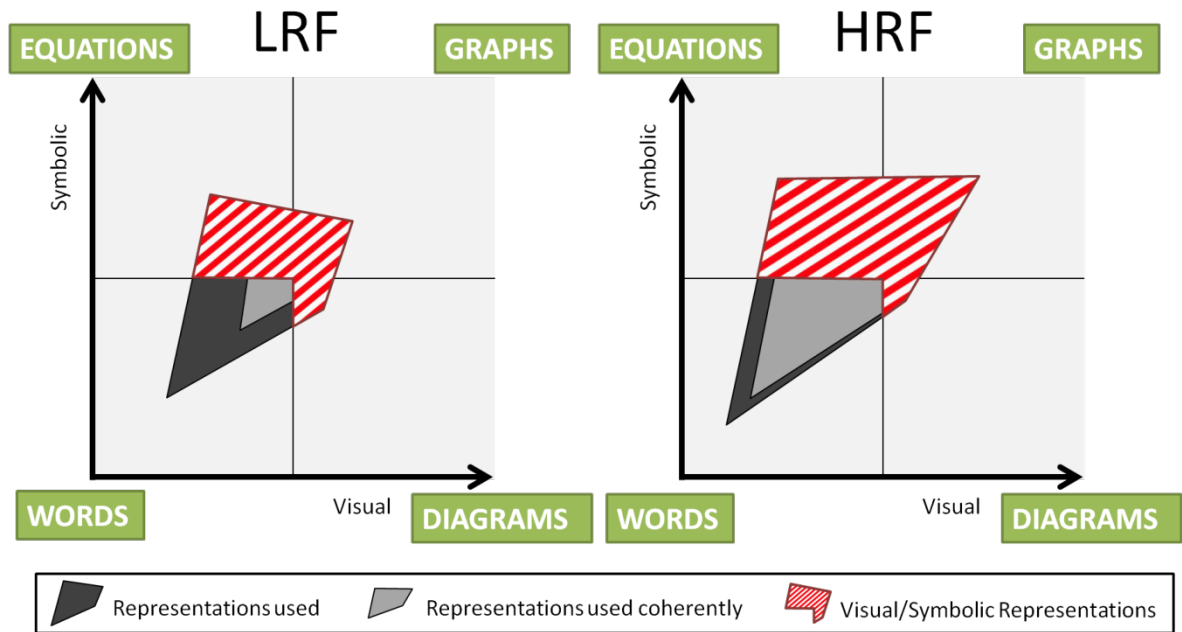 LRF
HRF
EQUATIONS
GRAPHS
EQUATIONS
GRAPHS
Symbolic
Symbolic
WORDS
Visual
DIAGRAMS
WORDS
Visual
DIAGRAMS
Representations used
Representations used coherently
Visual/Symbolic Representations